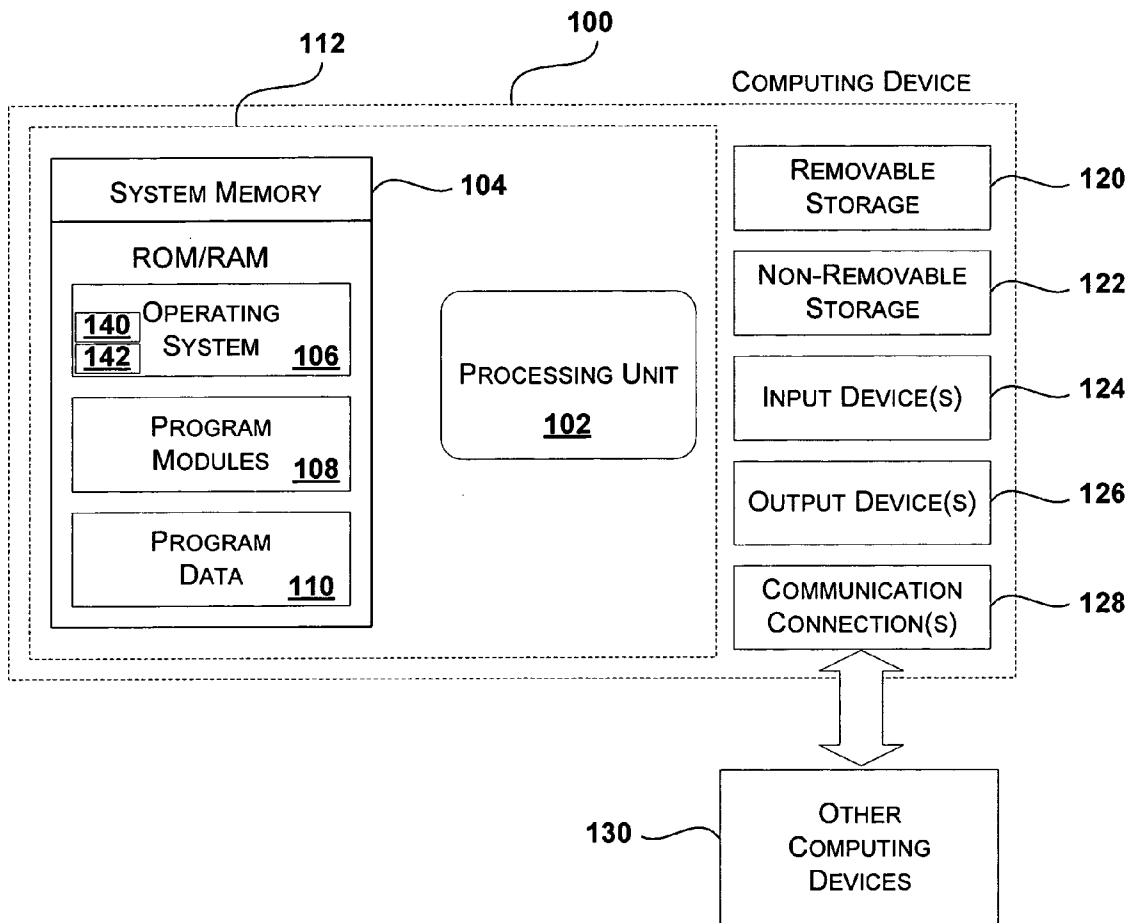 112
100
COMPUTING DEVICE
SYSTEM MEMORY
104
ROM/RAM
OPERATING
SYSTEM
140
142
106
PROGRAM
MODULES
108
PROGRAM
DATA
110
PROCESSING UNIT
102
REMOVABLE
STORAGE
120
NON-REMOVABLE
STORAGE
122
INPUT DEVICE(S)
124
OUTPUT DEVICE(S)
126
COMMUNICATION
CONNECTION(S)
128
OTHER
COMPUTING
DEVICES
130